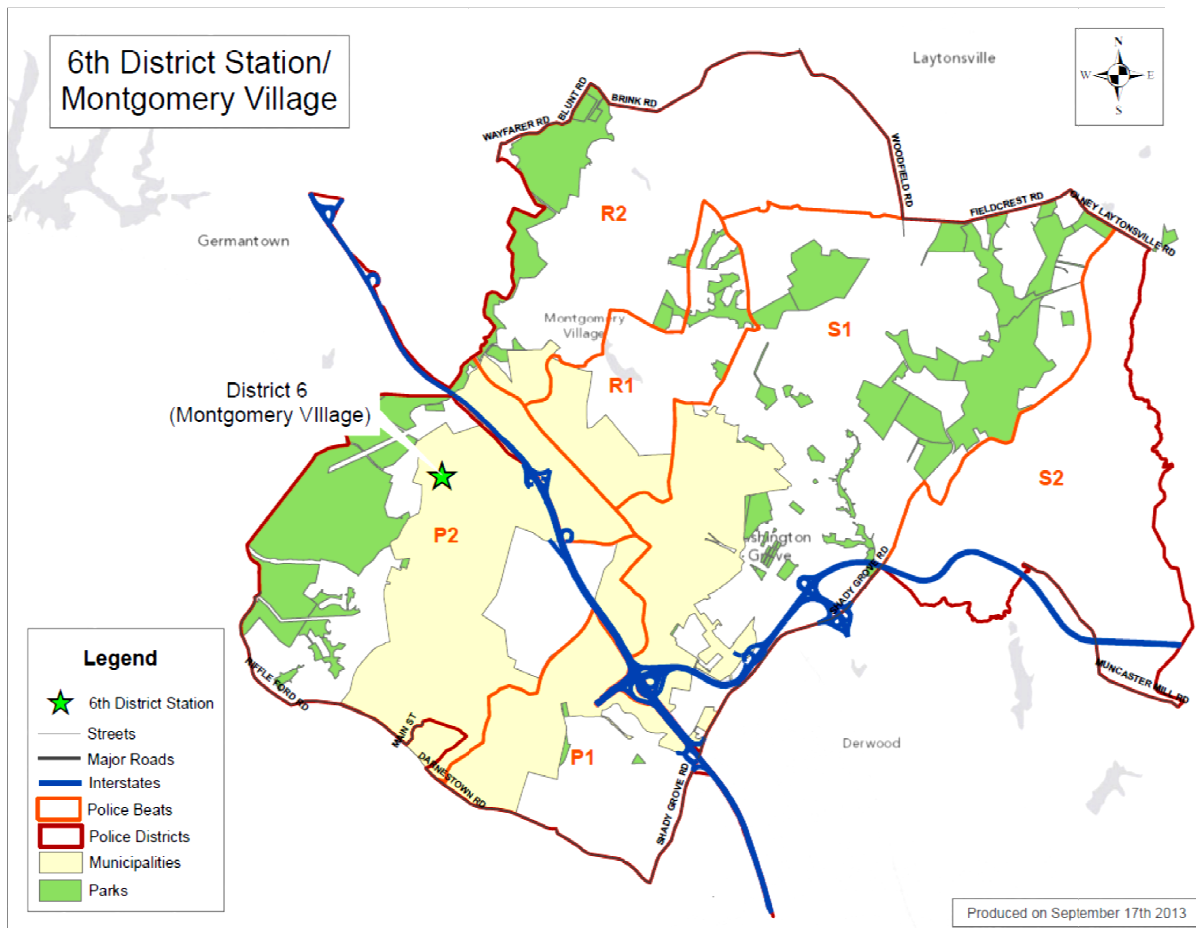 6th District Station/
Montgomery Village
Laytonsville
N
W E
S
BLUNT RD
BRINK RD
WAYFARER RD
WOODFIELD RD
FIELDCREST RD
OLNEY LAYTONSVILLE RD
R2
Germantown
Montgomery
Village
S1
R1
District 6
(Montgomery VIllage)
S2
P2
shington
Grove
SHADY GROVE RD
MUNCASTER MILL RD
RIFFLE FORD RD
MAIN ST
DARNESTOWN RD
P1
Derwood
SHADY GROVE RD
Legend
6th District Station
Streets
Major Roads
Interstates
Police Beats
Police Districts
Municipalities
Parks
Produced on September 17th 2013